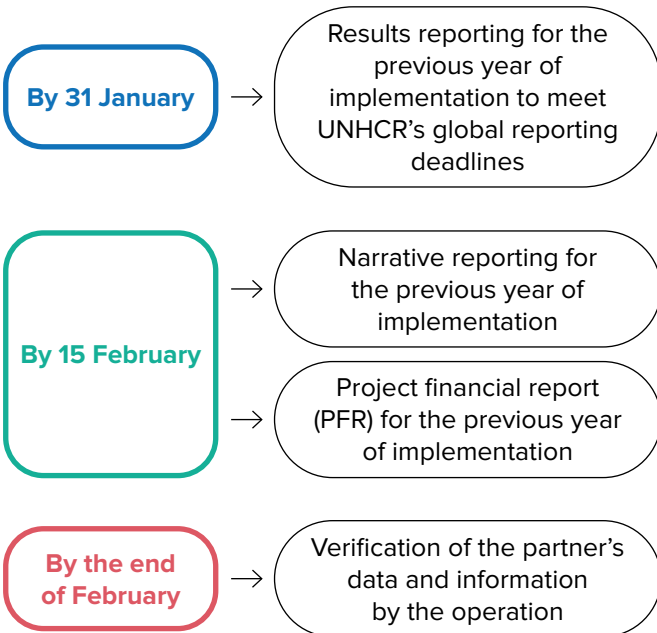 By 31 January
Results reporting for the
previous year of
implementation to meet
UNHCR’s global reporting
deadlines
By 15 February
Narrative reporting for
the previous year of
implementation
Project financial report
(PFR) for the previous year
of implementation
By the end
of February
Verification of the partner’s
data and information
by the operation